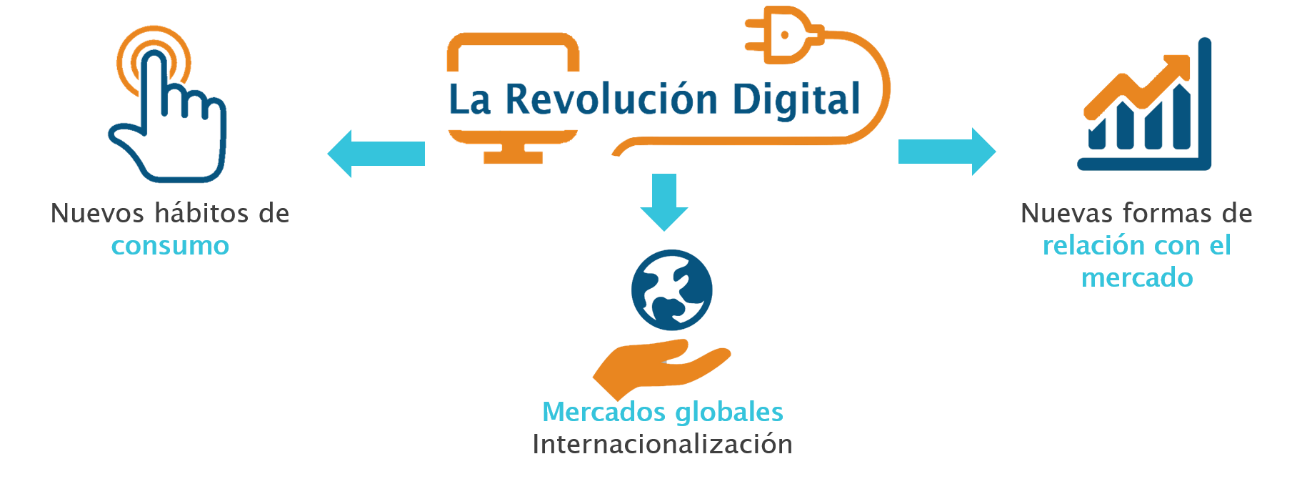 La Revolución Digital
Nuevos hábitos de
consumo
Nuevas formas de
relación con el
mercado
Mercados globales
Internacionalización